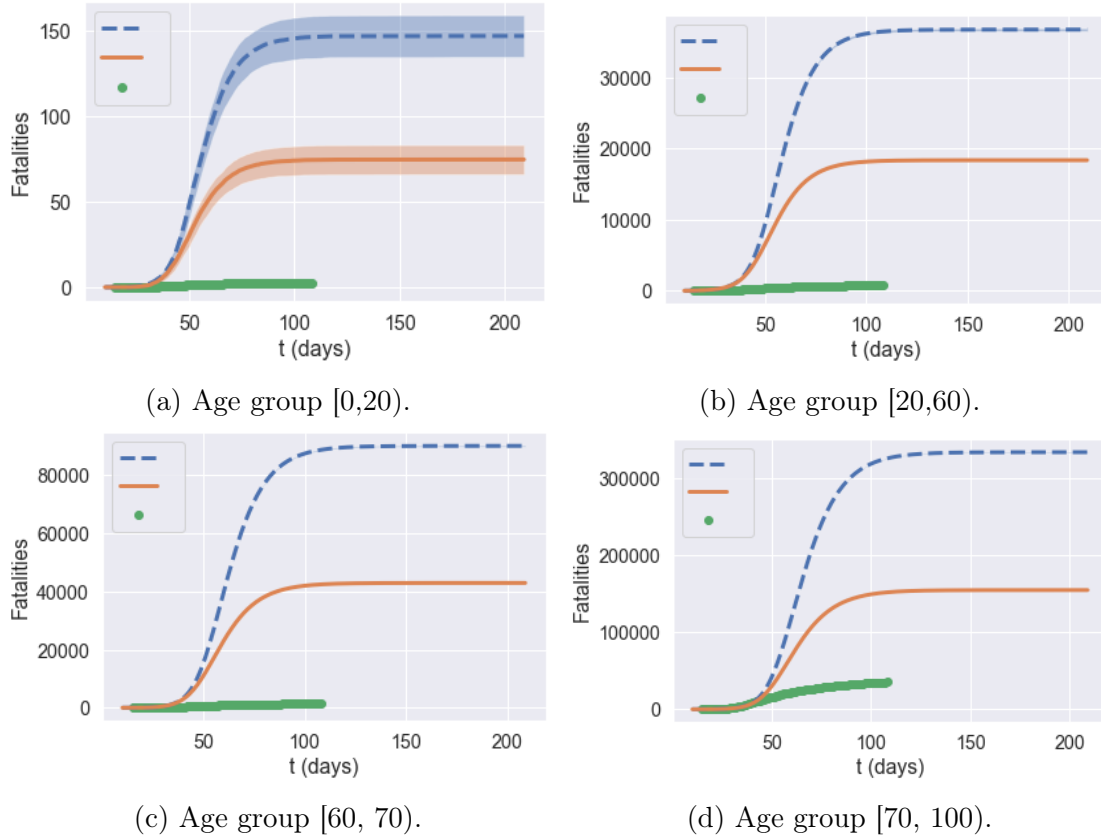 150
100
50
0
Fatalities
50
100
150
200
t (days)
(a) Age group [0,20).
30000
20000
10000
0
Fatalities
50
100
150
200
t (days)
(b) Age group [20,60).
80000
60000
40000
20000
0
Fatalities
50
100
150
200
t (days)
(c) Age group [60, 70).
300000
200000
100000
0
Fatalities
50
100
150
200
t (days)
(d) Age group [70, 100).